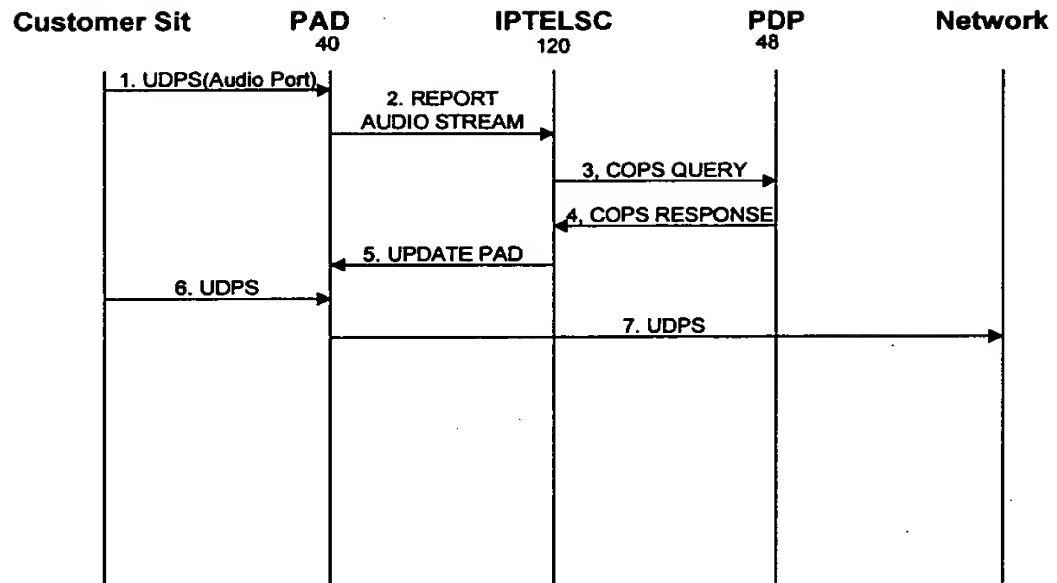 Customer Sit PAD IPTELSC PDP Network
40 120 48
1. UDPS(Audio Port)
2. REPORT
AUDIO STREAM
3, COPS QUERY
4, COPS RESPONSE
5. UPDATE PAD
6. UDPS
7. UDPS